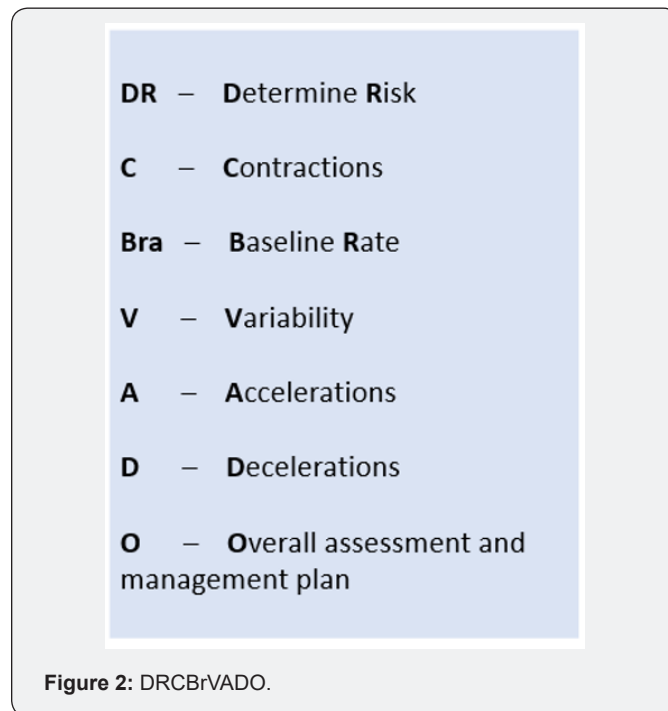 DR – Determine Risk
C – Contractions
Bra – Baseline Rate
V – Variability
A – Accelerations
D – Decelerations
O – Overall assessment and
management plan
Figure 2: DRCBrVADO.